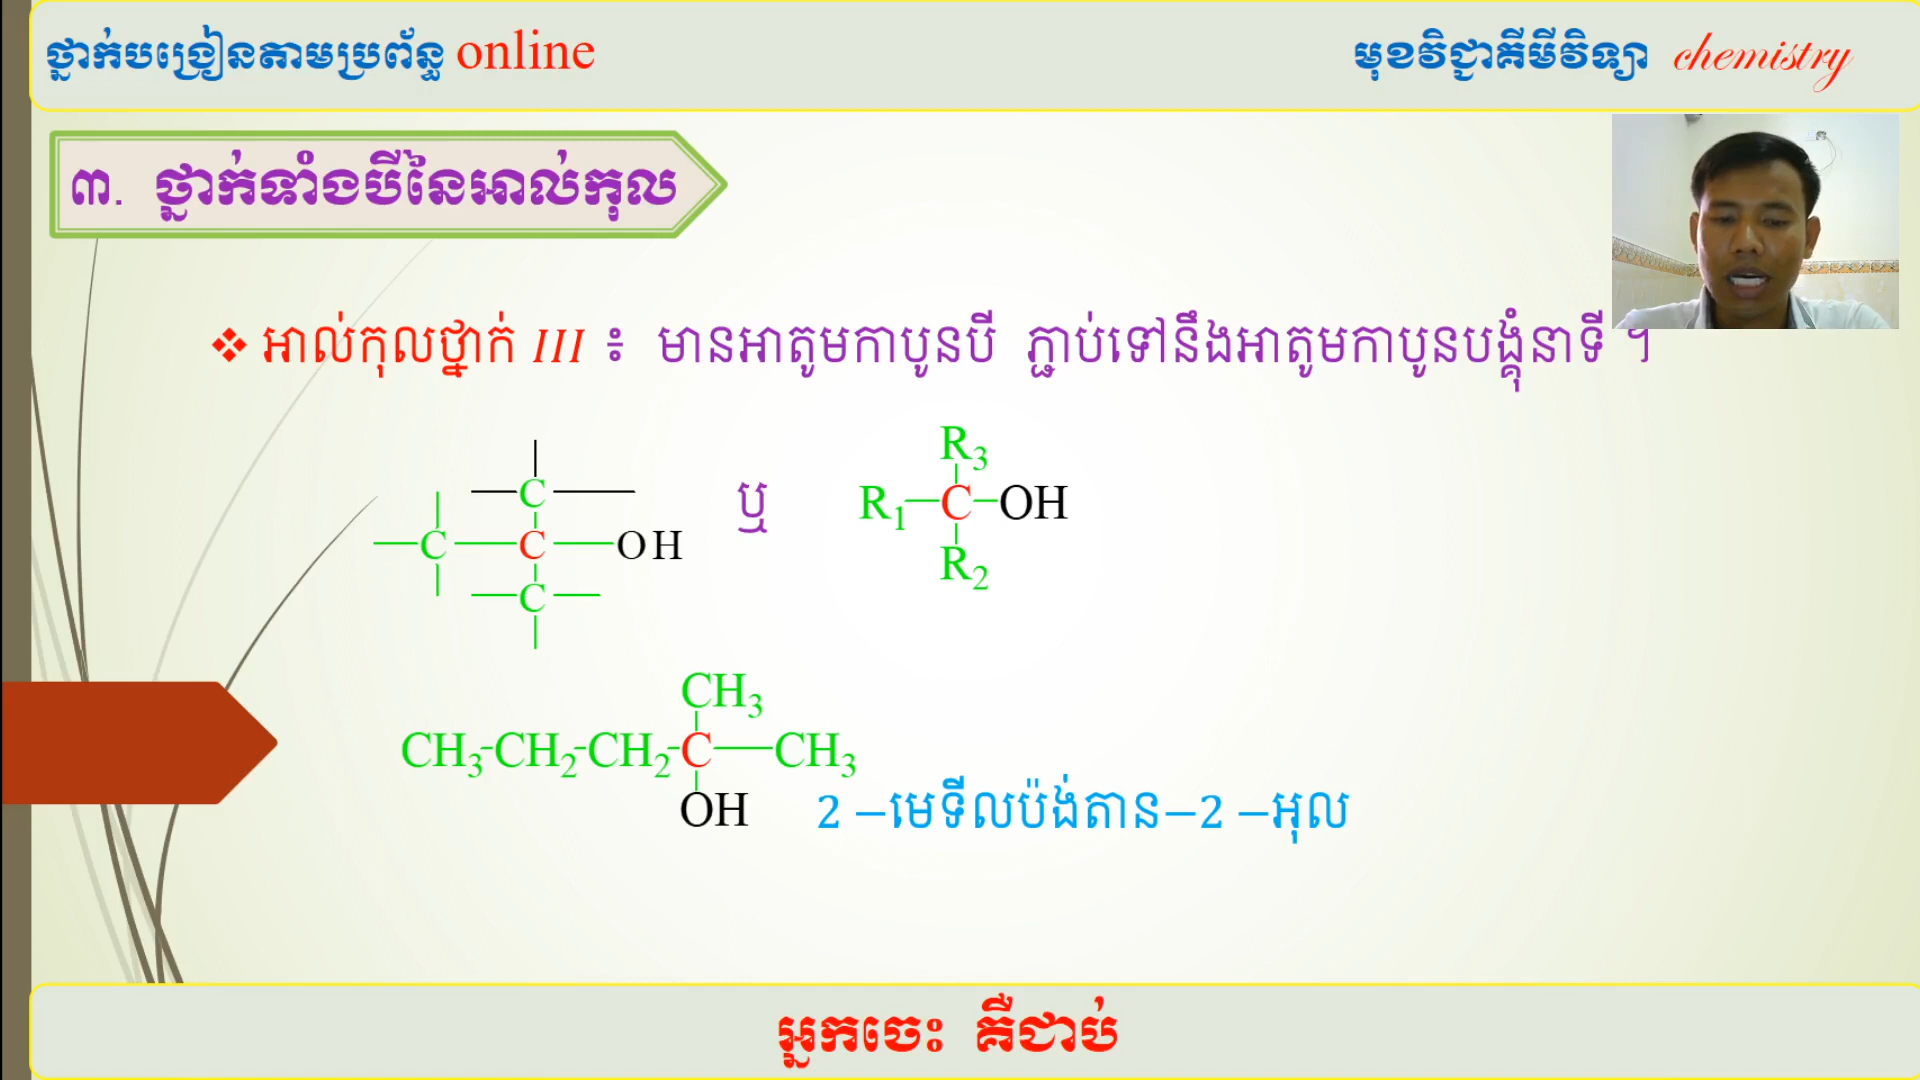 ថ្នាក់បង្រៀនតាមប្រព័ន្ធ online
មុខវិជ្ជាគីមីវិទ្យា chemistry
៣. ថ្នាក់ទាំងបីនៃអាល់កុល
❖ អាល់កុលថ្នាក់ III ៖ មានអាតូមកាបូនបី ភ្ជាប់ទៅនឹងអាតូមកាបូនបង្គុំនាទី ។
C
C C OH
C
ឬ
R₃
R₁—C—OH
R₂
CH₃
CH₃-CH₂-CH₂-C—CH₃
OH
2 –មេទីលប៉ង់តាន–2 –អុល
អ្នកចេះ គឺជាប់